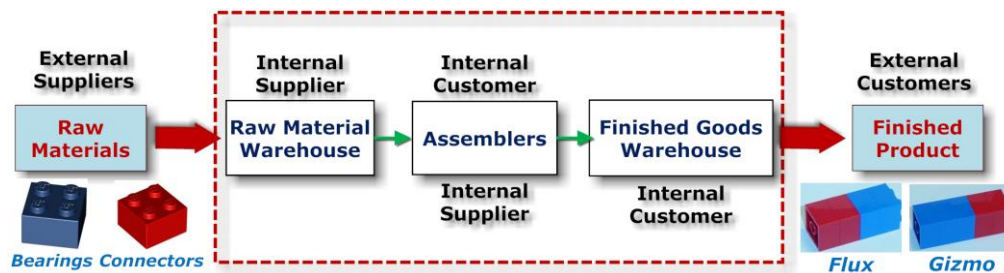 External
Suppliers
Raw
Materials
Bearings Connectors
Internal
Supplier
Raw Material
Warehouse
Internal
Customer
Assemblers
Internal
Supplier
Finished Goods
Warehouse
Internal
Customer
External
Customers
Finished
Product
Flux
Gizmo